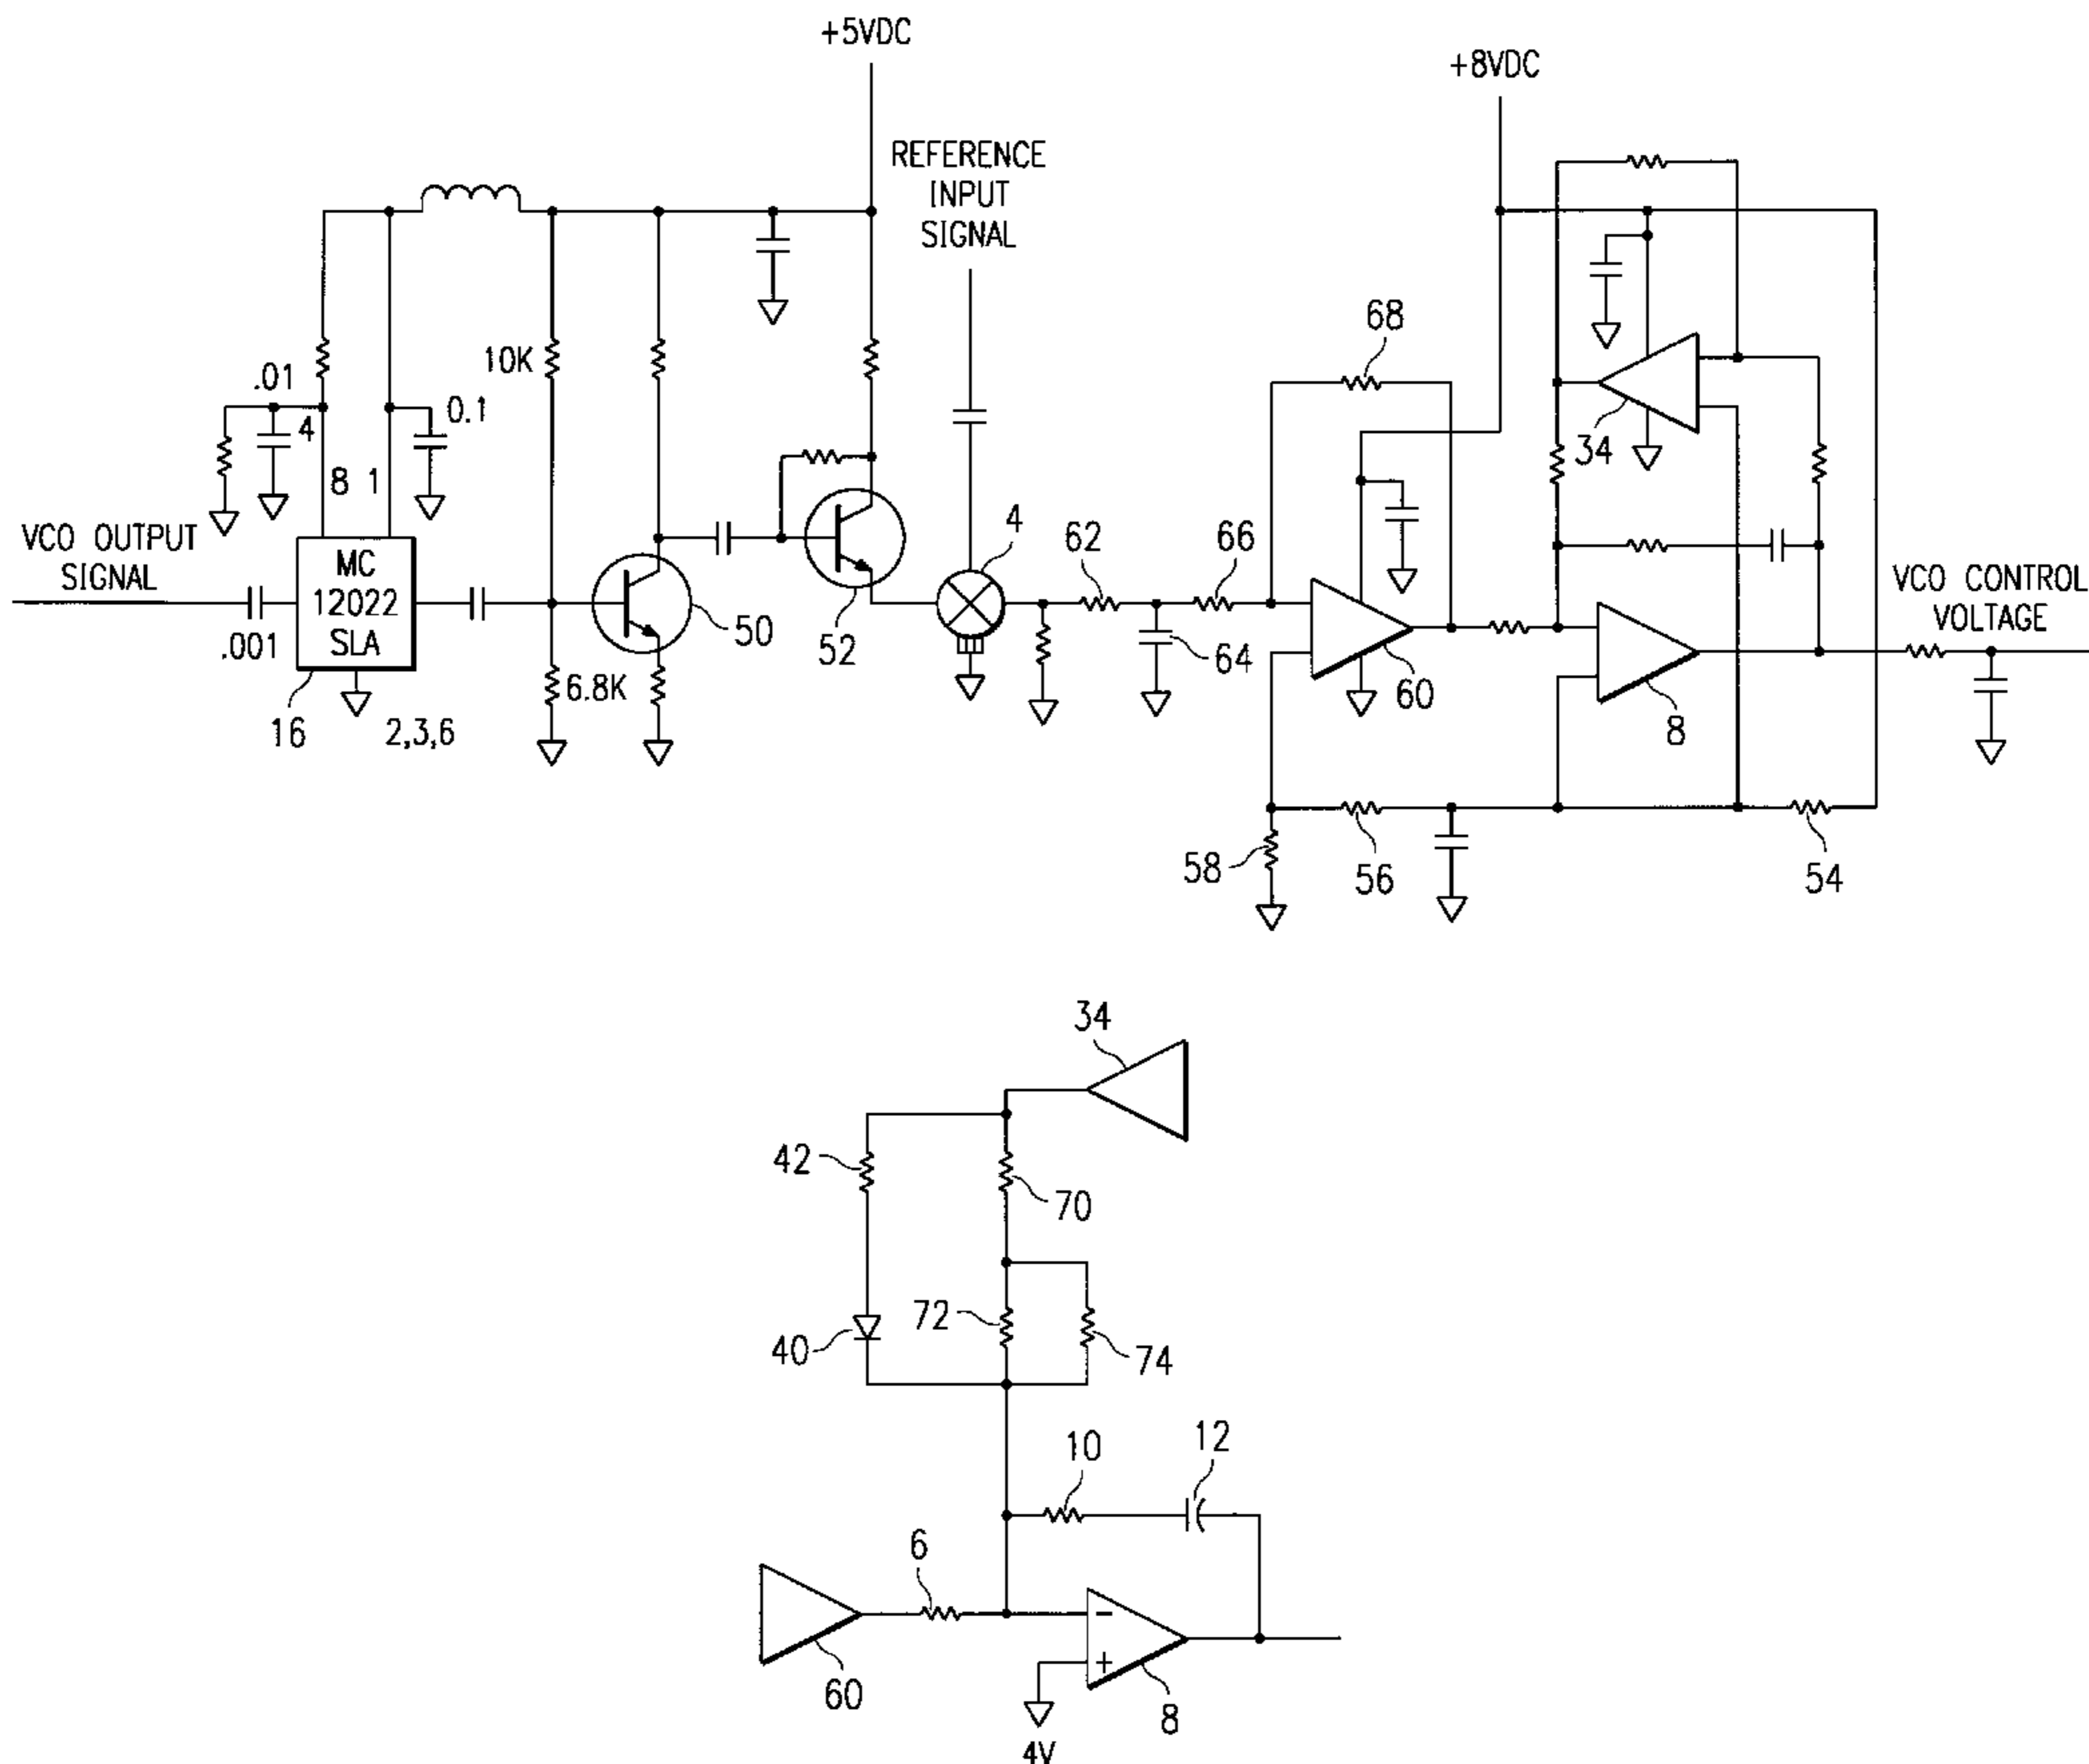 +5VDC
+8VDC
REFERENCE
INPUT
SIGNAL
68
10K
.01
0.1
4
34
8 1
VCO OUTPUT
SIGNAL
MC
12022
SLA
4
62
66
VCO CONTROL
VOLTAGE
.001
50
52
64
60
6.8K
16
2,3,6
8
58
56
54
34
42
70
72
40
74
10
12
6
60
8
4V